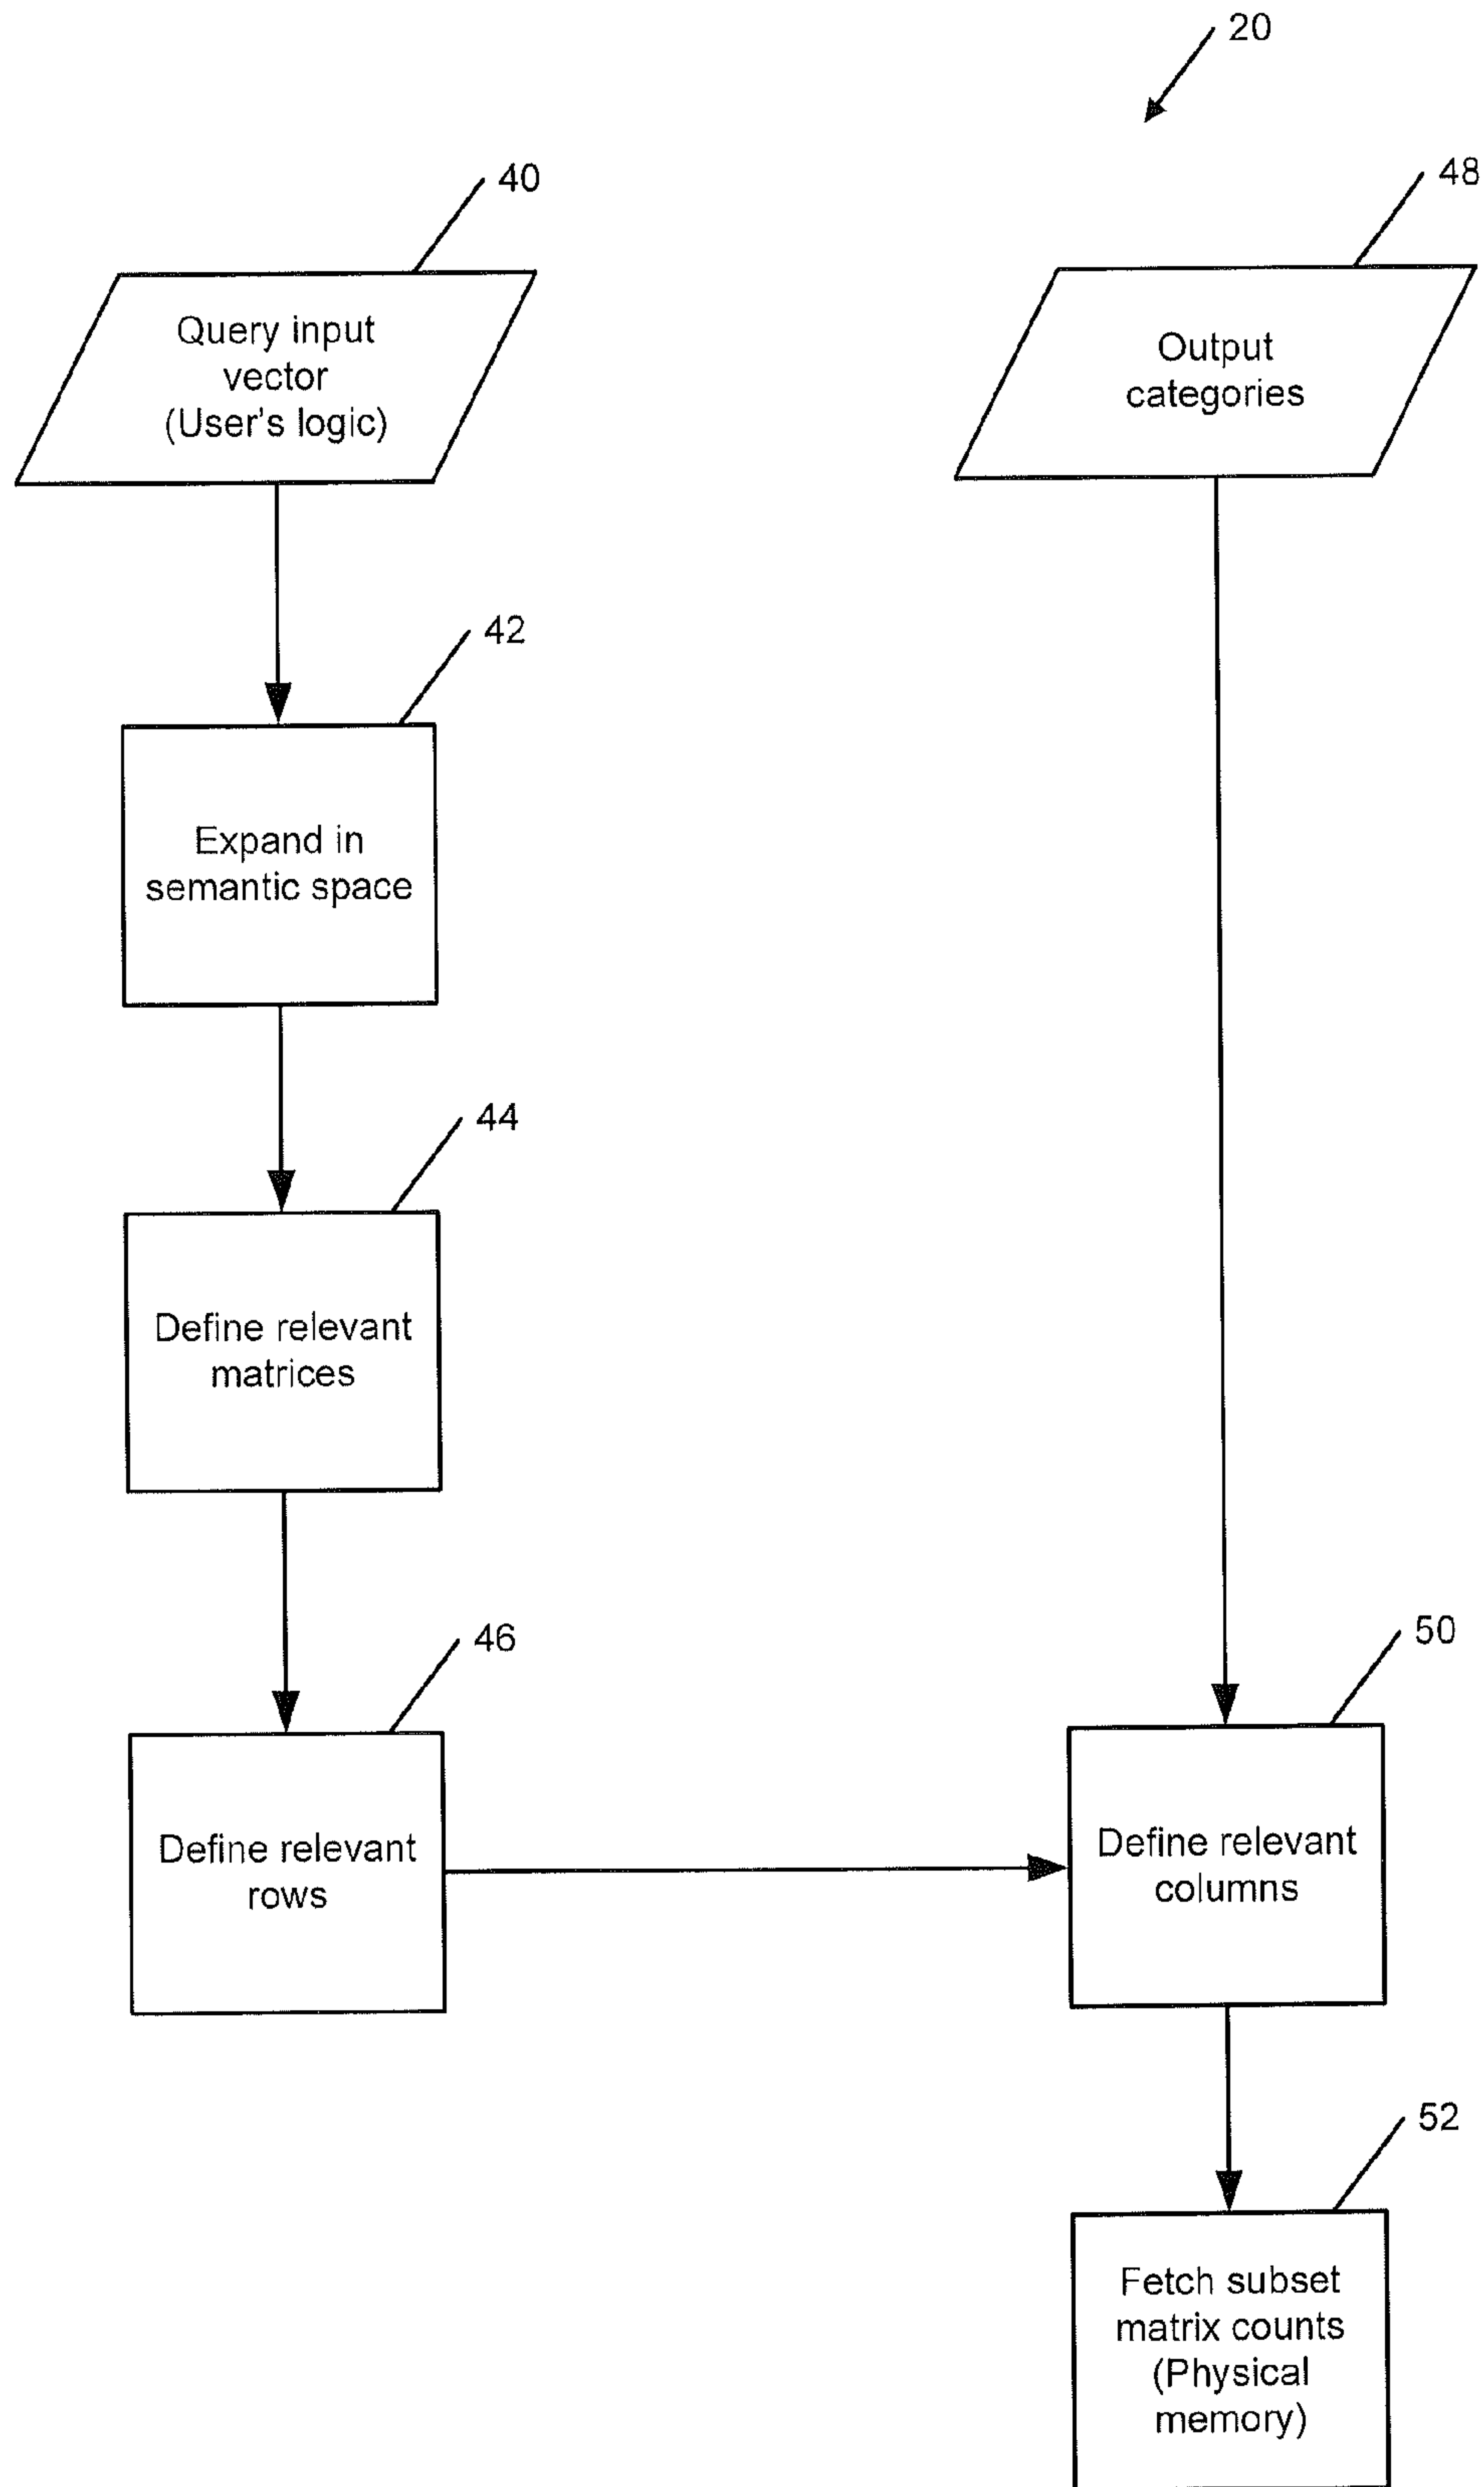 20
40
48
Query input
vector
(User's logic)
Output
categories
42
Expand in
semantic space
44
Define relevant
matrices
46
50
Define relevant
rows
Define relevant
columns
52
Fetch subset
matrix counts
(Physical
memory)